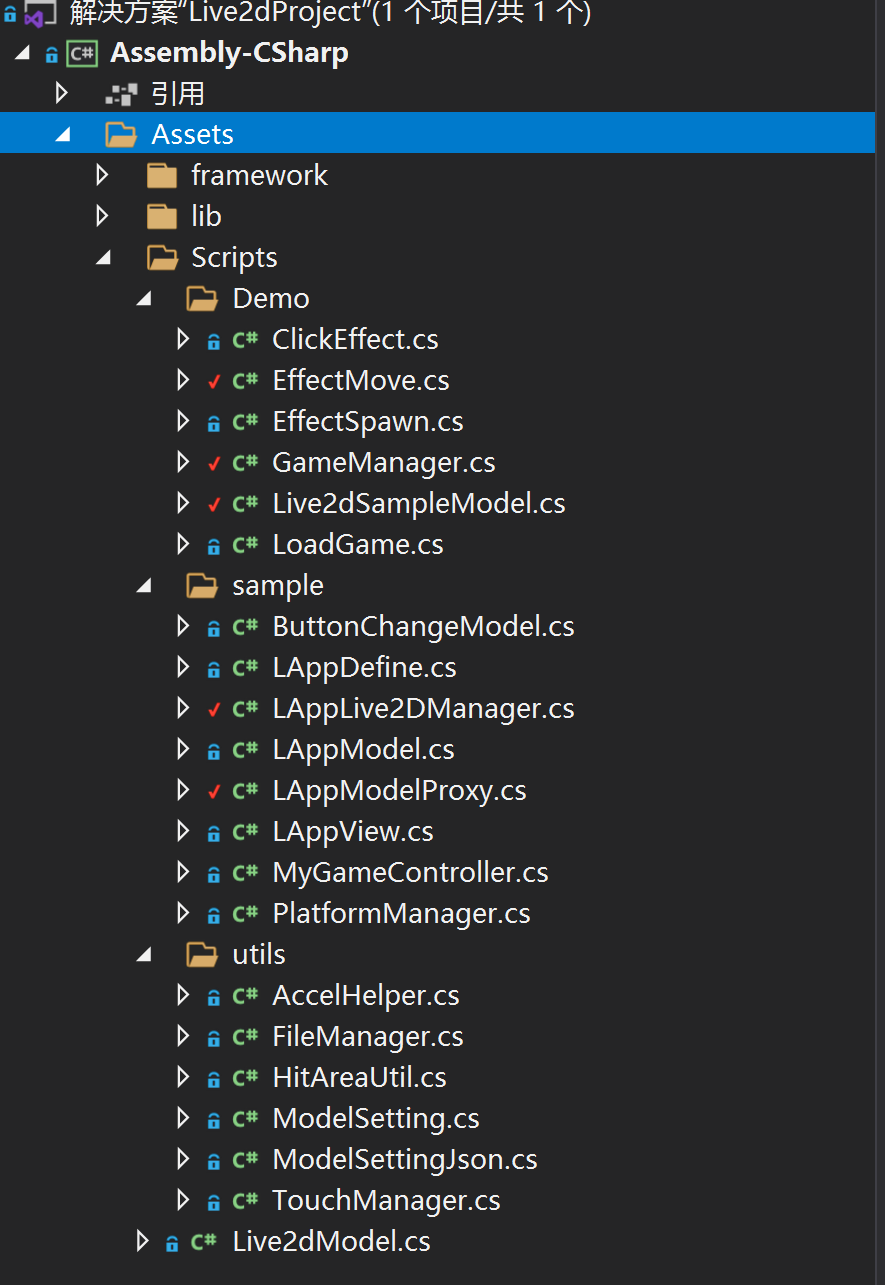 解决方案“Live2dProject”(1 个项目/共 1 个)
C# Assembly-CSharp
引用
Assets
framework
lib
Scripts
Demo
C# ClickEffect.cs
C# EffectMove.cs
C# EffectSpawn.cs
C# GameManager.cs
C# Live2dSampleModel.cs
C# LoadGame.cs
sample
C# ButtonChangeModel.cs
C# LAppDefine.cs
C# LAppLive2DManager.cs
C# LAppModel.cs
C# LAppModelProxy.cs
C# LAppView.cs
C# MyGameController.cs
C# PlatformManager.cs
utils
C# AccelHelper.cs
C# FileManager.cs
C# HitAreaUtil.cs
C# ModelSetting.cs
C# ModelSettingJson.cs
C# TouchManager.cs
C# Live2dModel.cs